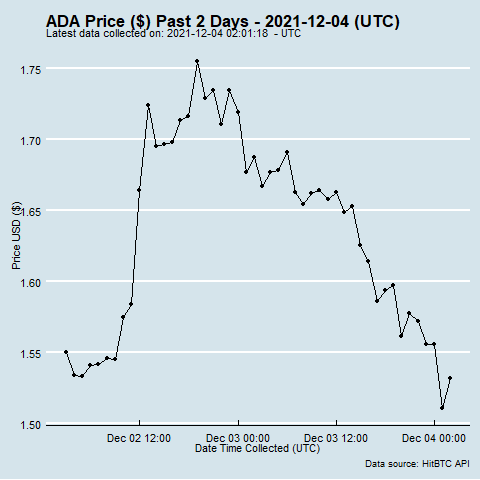 ADA Price ($) Past 2 Days - 2021-12-04 (UTC)
Latest data collected on: 2021-12-04 02:01:18  - UTC
1.75
1.70
1.65
1.60
1.55
1.50
Price USD ($)
Dec 02 12:00
Dec 03 00:00
Dec 03 12:00
Dec 04 00:00
Date Time Collected (UTC)
Data source: HitBTC API